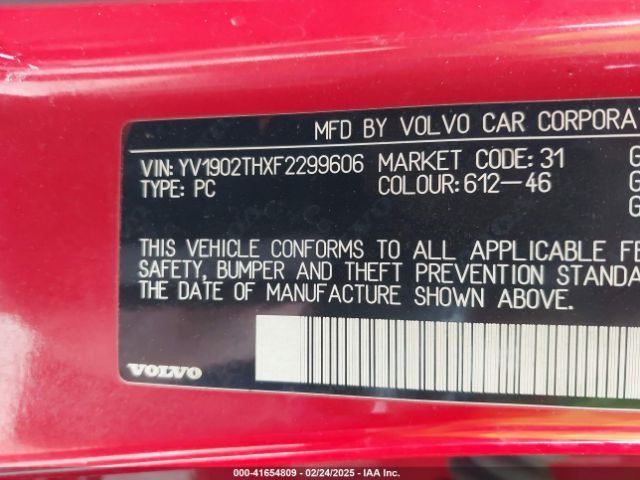 MFD BY VOLVO CAR CORPORAT
VIN: YV1902THXF2299606 MARKET CODE: 31 G
TYPE: PC COLOUR: 612-46 G
G
THIS VEHICLE CONFORMS TO ALL APPLICABLE FE
SAFETY, BUMPER AND THEFT PREVENTION STANDA
THE DATE OF MANUFACTURE SHOWN ABOVE.
VOLVO
000-41654809 | 02/24/2025 - IAA Inc.